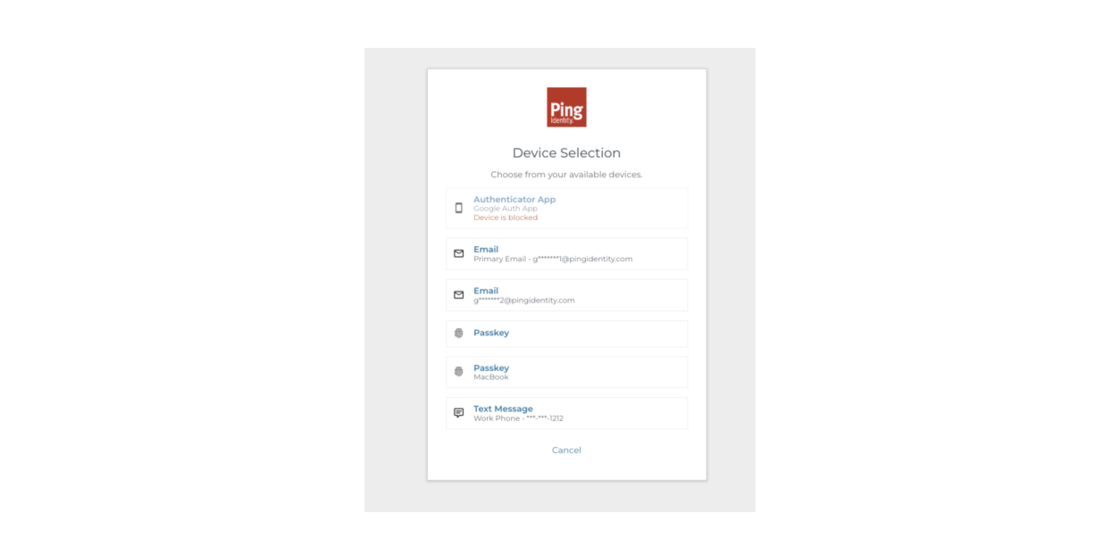 Ping
Identity.
Device Selection
Choose from your available devices.
Authenticator App
Google Auth App
Device is blocked
Email
Primary Email - g*******1@pingidentity.com
Email
g*******2@pingidentity.com
Passkey
Passkey
MacBook
Text Message
Work Phone - ***-***-1212
Cancel